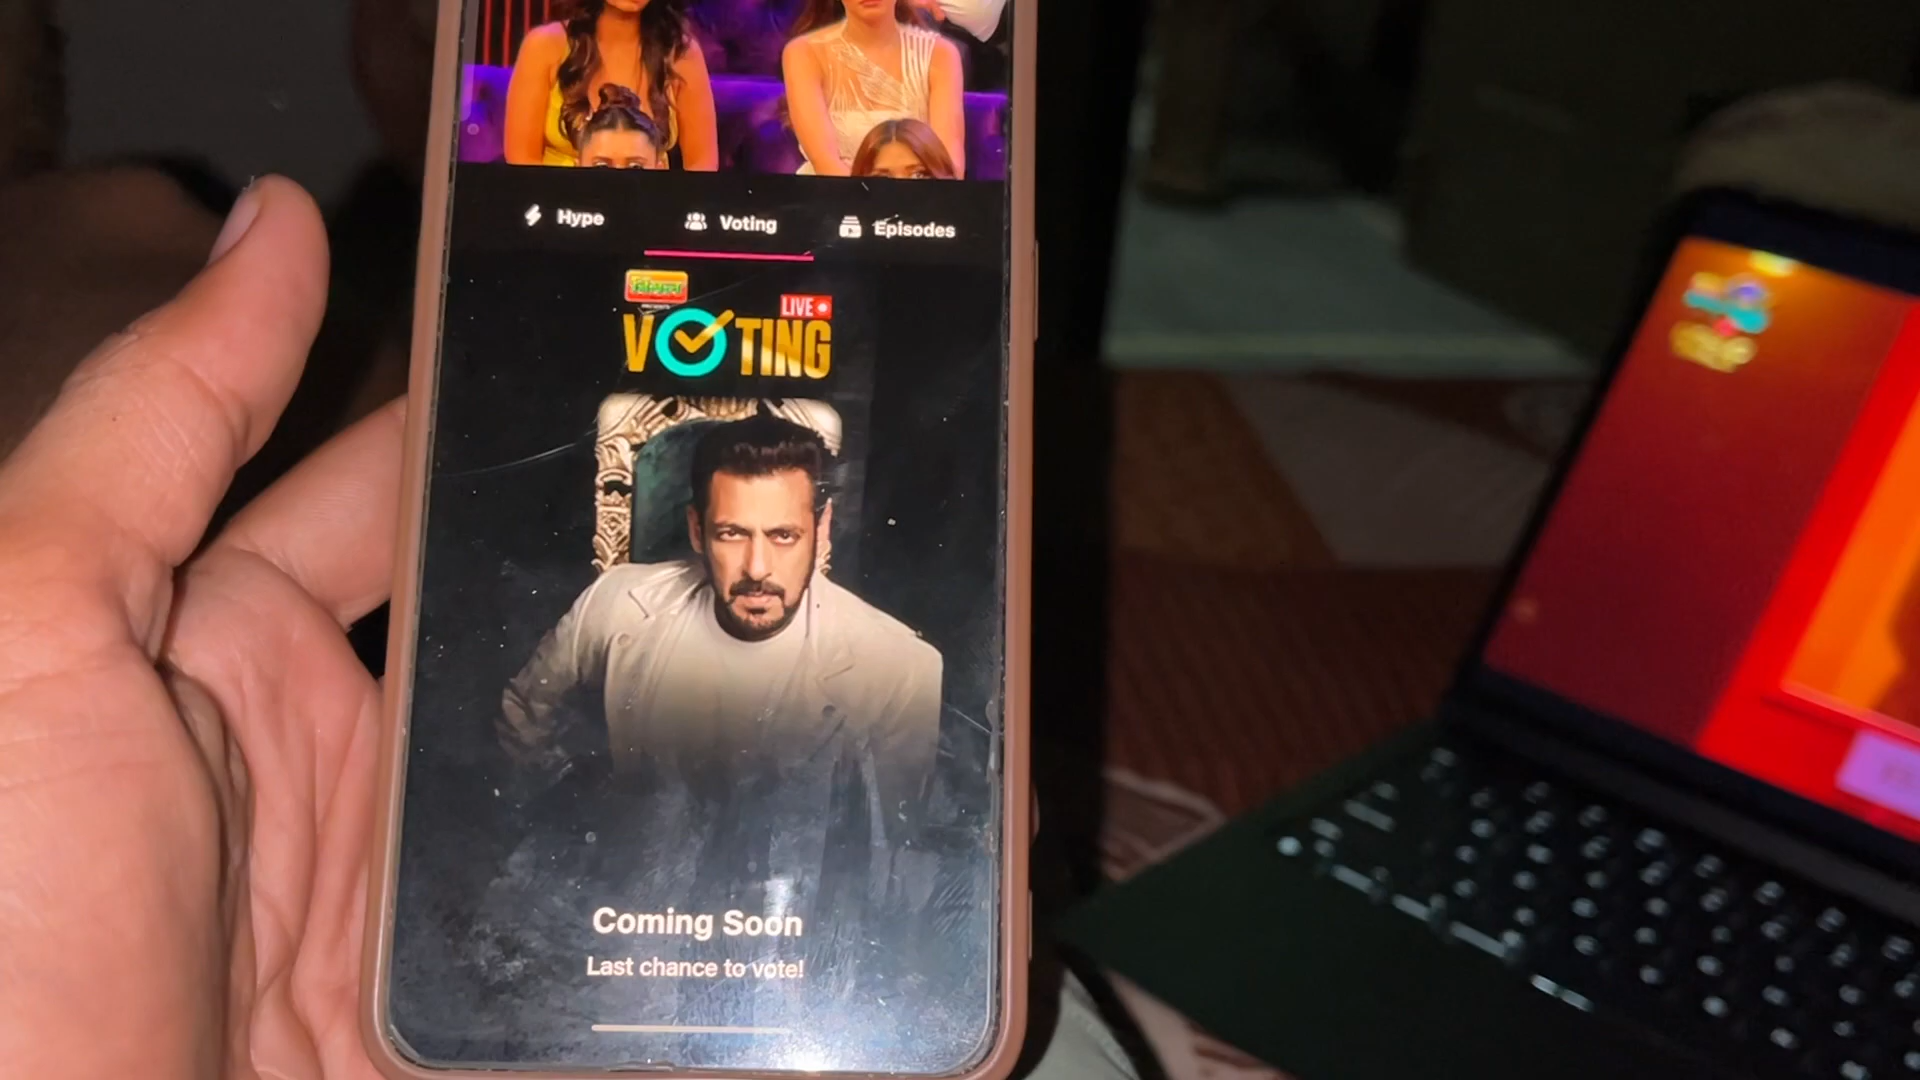 Hype
Voting
Episodes
LIVE
VOTING
Coming Soon
Last chance to vote!